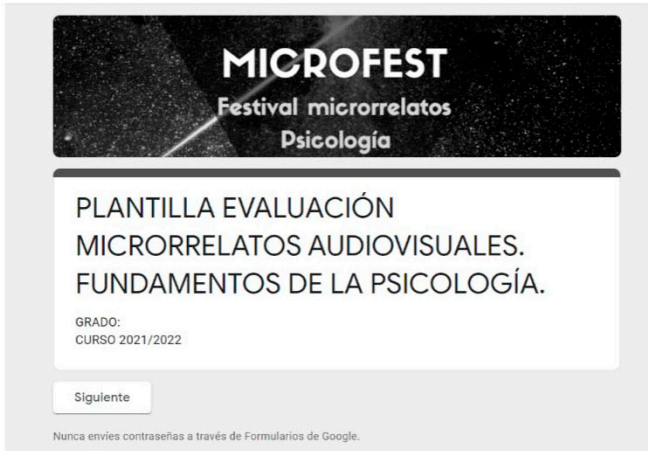 MICROFEST
Festival microrrelatos
Psicología
PLANTILLA EVALUACIÓN
MICRORRELATOS AUDIOVISUALES.
FUNDAMENTOS DE LA PSICOLOGÍA.
GRADO:
CURSO 2021/2022
Siguiente
Nunca envíes contraseñas a través de Formularios de Google.